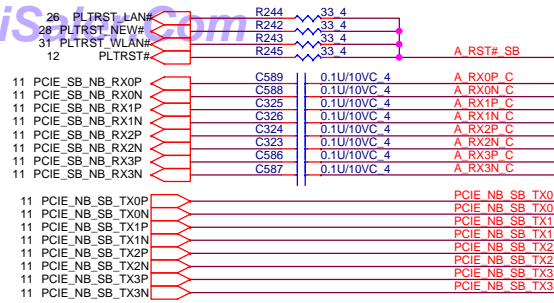 iSaler.Com
26 PLTRST_LAN# R244 33_4
28 PLTRST_NEW# R242 33_4
31 PLTRST_WLAN# R243 33_4
12 PLTRST# R245 33_4 A_RST#_SB
11 PCIE_SB_NB_RX0P C589 0.1U/10VC_4 A_RX0P_C
11 PCIE_SB_NB_RX0N C588 0.1U/10VC_4 A_RX0N_C
11 PCIE_SB_NB_RX1P C325 0.1U/10VC_4 A_RX1P_C
11 PCIE_SB_NB_RX1N C326 0.1U/10VC_4 A_RX1N_C
11 PCIE_SB_NB_RX2P C324 0.1U/10VC_4 A_RX2P_C
11 PCIE_SB_NB_RX2N C323 0.1U/10VC_4 A_RX2N_C
11 PCIE_SB_NB_RX3P C586 0.1U/10VC_4 A_RX3P_C
11 PCIE_SB_NB_RX3N C587 0.1U/10VC_4 A_RX3N_C
11 PCIE_NB_SB_TX0P PCIE_NB_SB_TX0
11 PCIE_NB_SB_TX0N PCIE_NB_SB_TX0
11 PCIE_NB_SB_TX1P PCIE_NB_SB_TX1
11 PCIE_NB_SB_TX1N PCIE_NB_SB_TX1
11 PCIE_NB_SB_TX2P PCIE_NB_SB_TX2
11 PCIE_NB_SB_TX2N PCIE_NB_SB_TX2
11 PCIE_NB_SB_TX3P PCIE_NB_SB_TX3
11 PCIE_NB_SB_TX3N PCIE_NB_SB_TX3